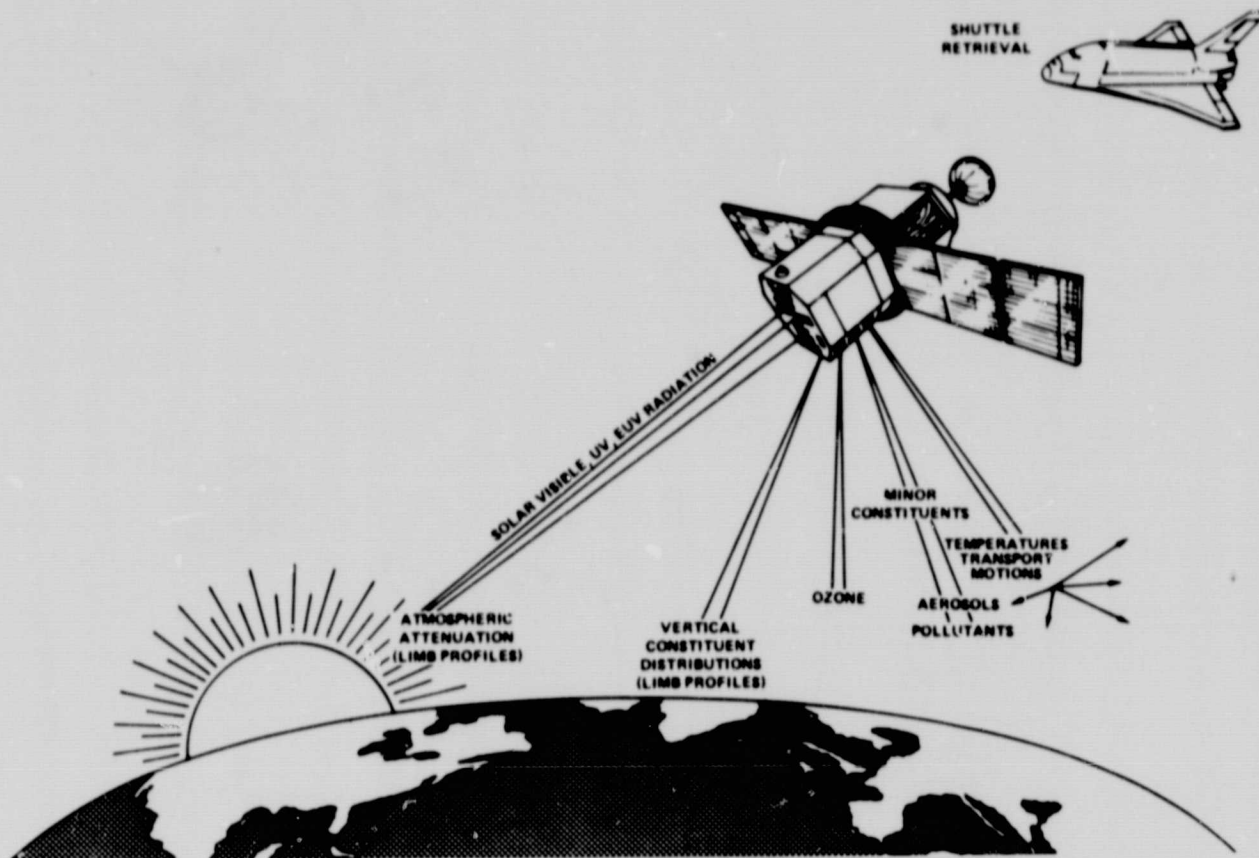 SHUTTLE
RETRIEVAL
SOLAR VISIBLE, UV, EUV RADIATION
MINOR
CONSTITUENTS
TEMPERATURES
TRANSPORT
MOTIONS
OZONE
AEROSOLS
POLLUTANTS
ATMOSPHERIC
ATTENUATION
(LIMB PROFILES)
VERTICAL
CONSTITUENT
DISTRIBUTIONS
(LIMB PROFILES)